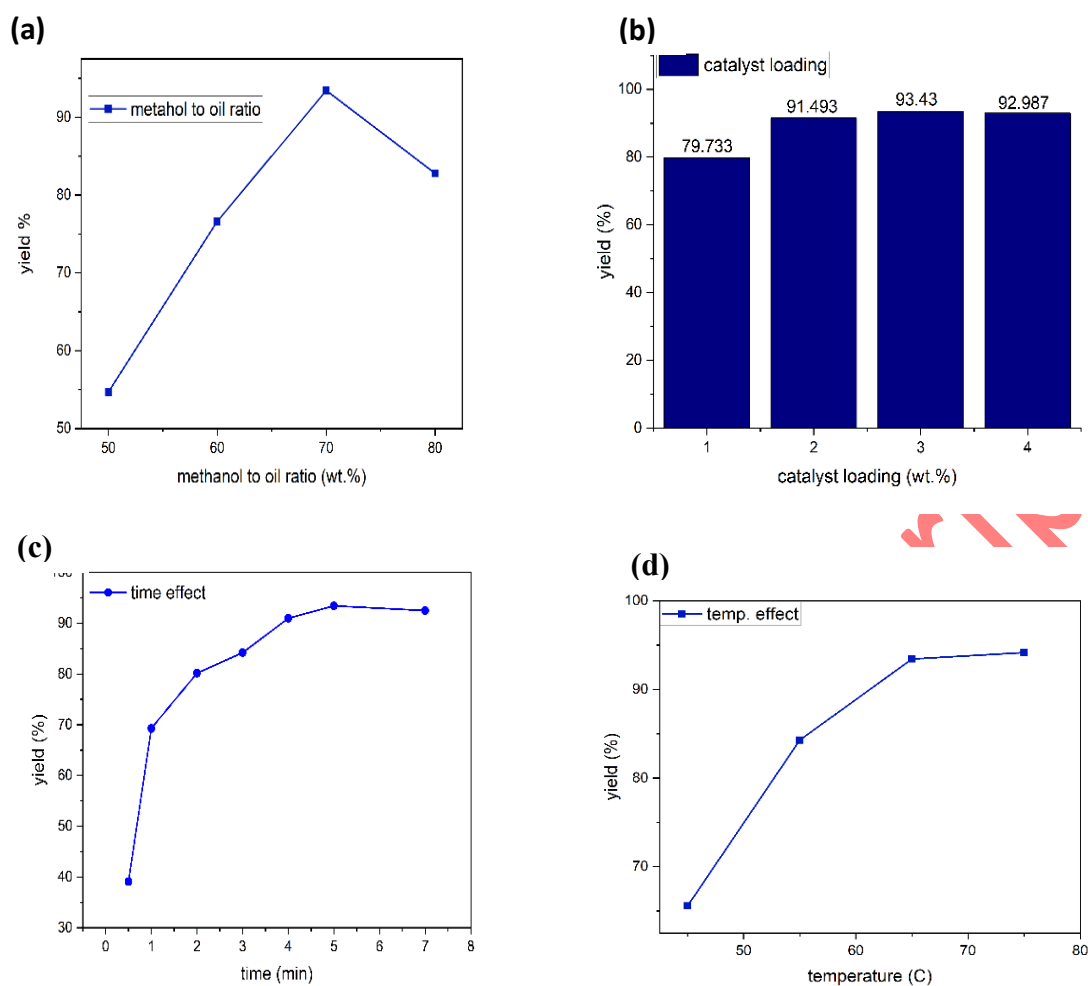 (a)
metahol to oil ratio
yield %
90
80
70
60
50
50 60 70 80
methanol to oil ratio (wt.%)
(b)
catalyst loading
79.733 91.493 93.43 92.987
yield (%)
100
80
60
40
20
0
1 2 3 4
catalyst loading (wt.%)
(c)
time effect
yield (%)
100
90
80
70
60
50
40
30
0 1 2 3 4 5 6 7 8
time (min)
(d)
temp. effect
yield (%)
100
90
80
70
50 60 70 80
temperature (C)